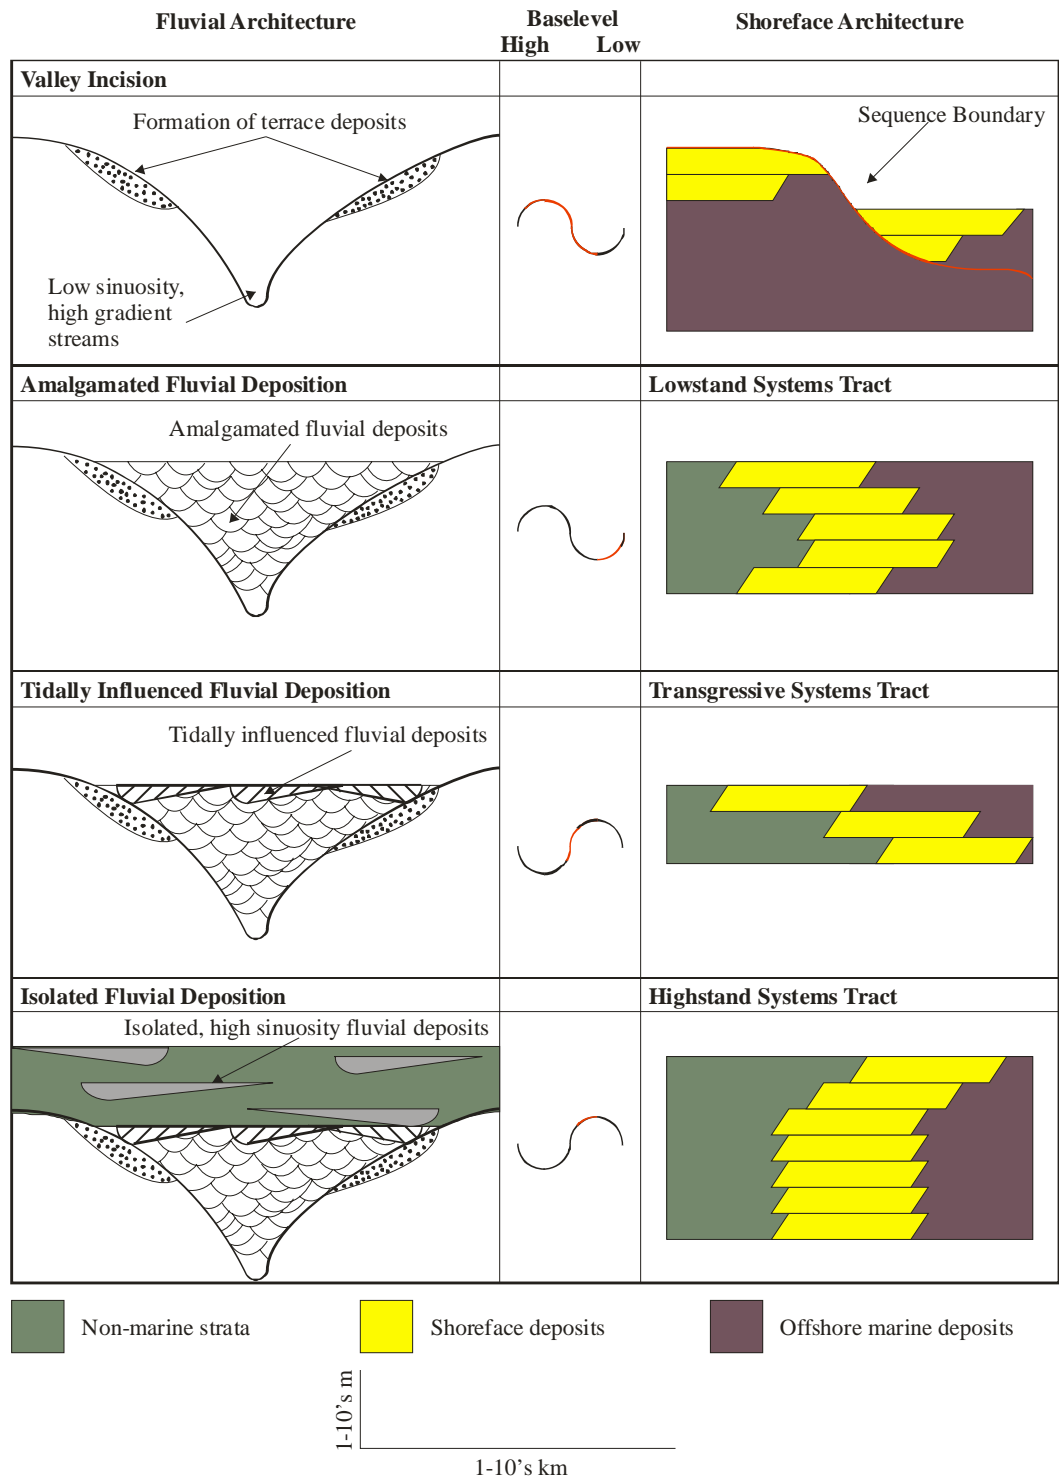 Fluvial Architecture
Baselevel
High Low
Shoreface Architecture
Valley Incision
Formation of terrace deposits
Low sinuosity,
high gradient
streams
Sequence Boundary
Amalgamated Fluvial Deposition
Lowstand Systems Tract
Amalgamated fluvial deposits
Tidally Influenced Fluvial Deposition
Transgressive Systems Tract
Tidally influenced fluvial deposits
Isolated Fluvial Deposition
Highstand Systems Tract
Isolated, high sinuosity fluvial deposits
Non-marine strata
Shoreface deposits
Offshore marine deposits
1-10's m
1-10's km